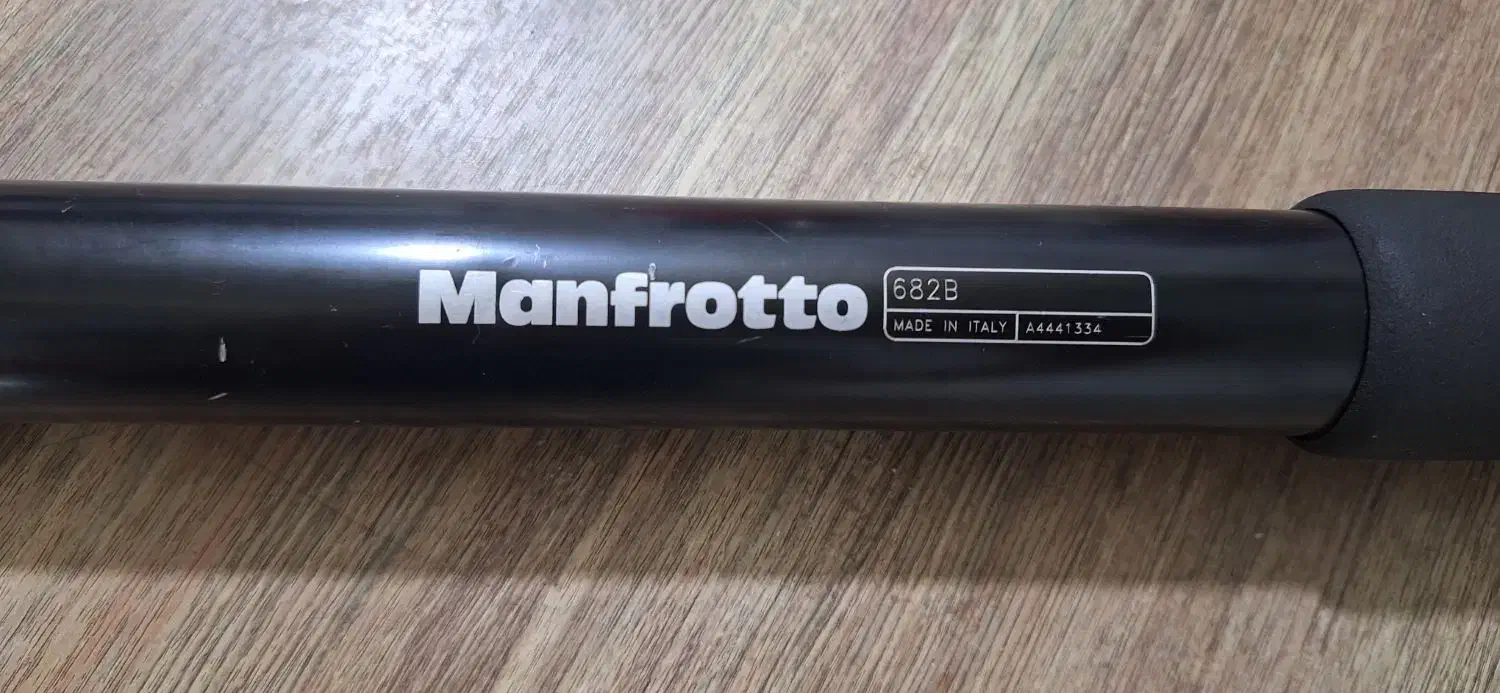 Manfrotto
682B
MADE IN ITALY
A4441334